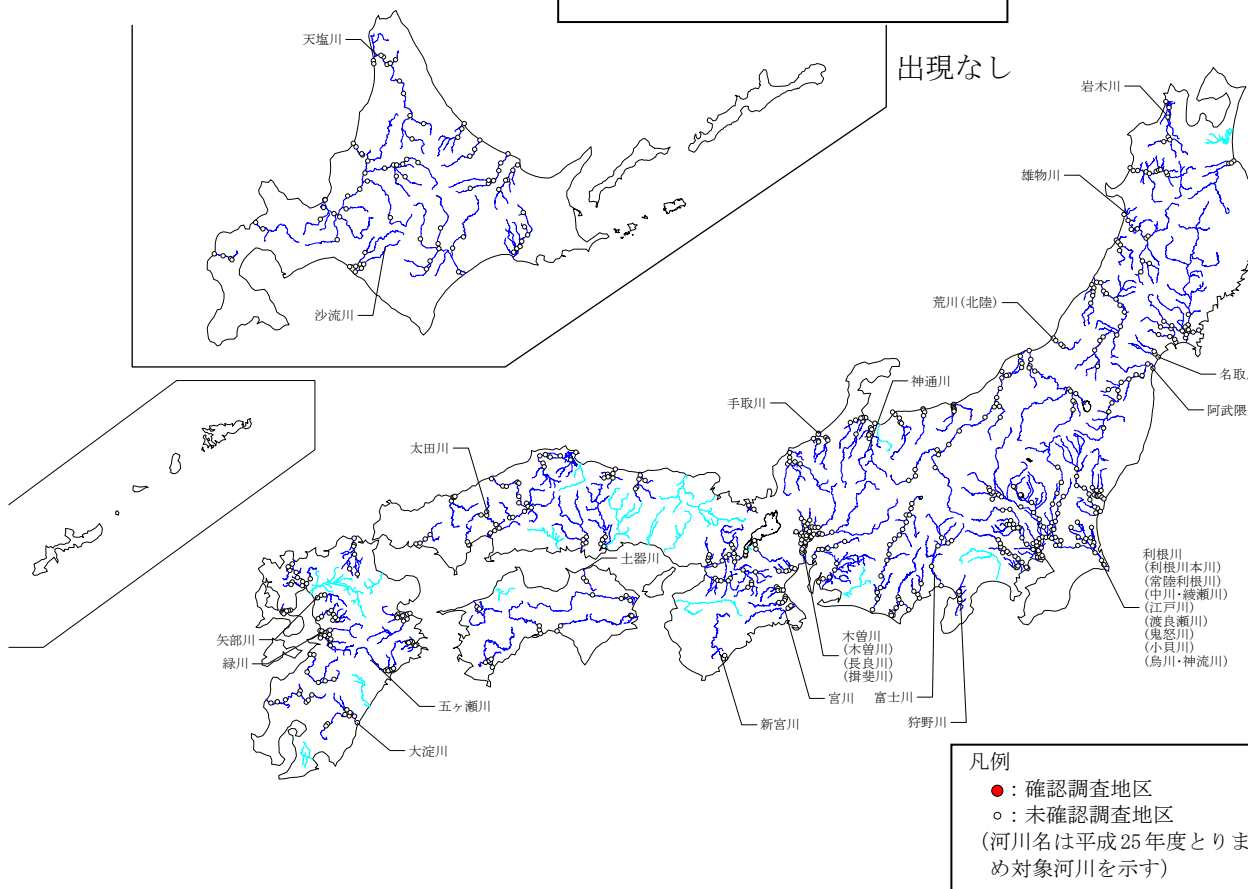 天塩川
出現なし
岩木川
雄物川
沙流川
荒川(北陸)
名取
阿武隈
神通川
手取川
太田川
土器川
利根川
(利根川本川)
(常陸利根川)
(中川・綾瀬川)
(江戸川)
(渡良瀬川)
(鬼怒川)
(小貝川)
(烏川・神流川)
矢部川
緑川
木曽川
(木曽川)
(長良川)
(揖斐川)
宮川
富士川
五ヶ瀬川
新宮川
狩野川
大淀川
凡例
：確認調査地区
：未確認調査地区
(河川名は平成25年度とりま
め対象河川を示す)